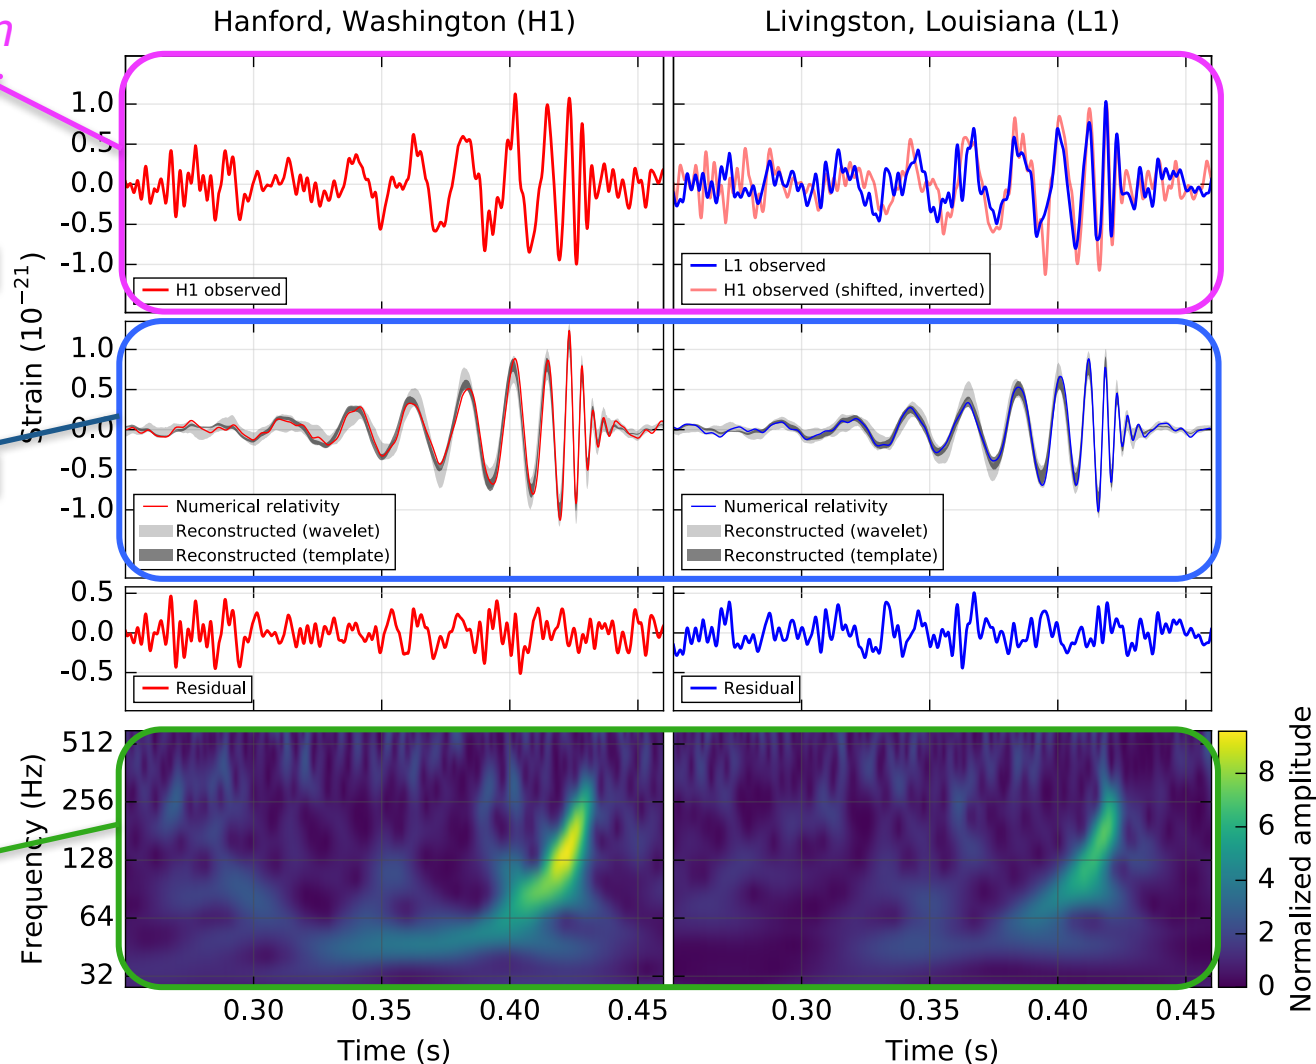 Hanford, Washington (H1)
Livingston, Louisiana (L1)
n
Strain (10⁻²¹)
1.0
0.5
0.0
-0.5
-1.0
H1 observed
L1 observed
H1 observed (shifted, inverted)
1.0
0.5
0.0
-0.5
-1.0
Numerical relativity
Reconstructed (wavelet)
Reconstructed (template)
Numerical relativity
Reconstructed (wavelet)
Reconstructed (template)
0.5
0.0
-0.5
Residual
Residual
Frequency (Hz)
512
256
128
64
32
Normalized amplitude
8
6
4
2
0
0.30 0.35 0.40 0.45
0.30 0.35 0.40 0.45
Time (s)
Time (s)